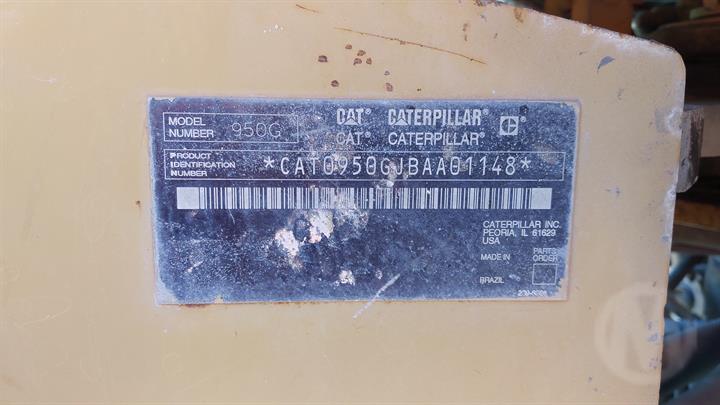 MODEL
NUMBER 950G
CAT® CATERPILLAR®
CAT® CATERPILLAR®
PRODUCT
IDENTIFICATION
NUMBER
*CAT0950GJBAA01148*
CATERPILLAR INC.
PEORIA, IL 61629
USA
MADE IN
BRAZIL
PARTS
ORDER